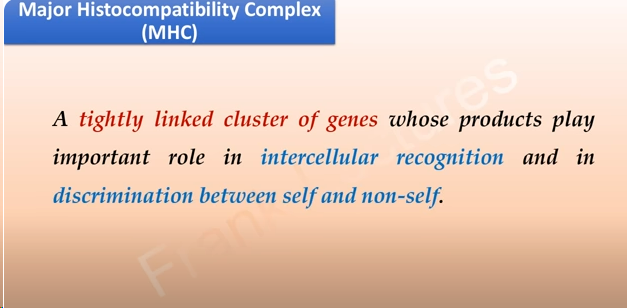 Major Histocompatibility Complex
(MHC)
A tightly linked cluster of genes whose products play
important role in intercellular recognition and in
discrimination between self and non-self.